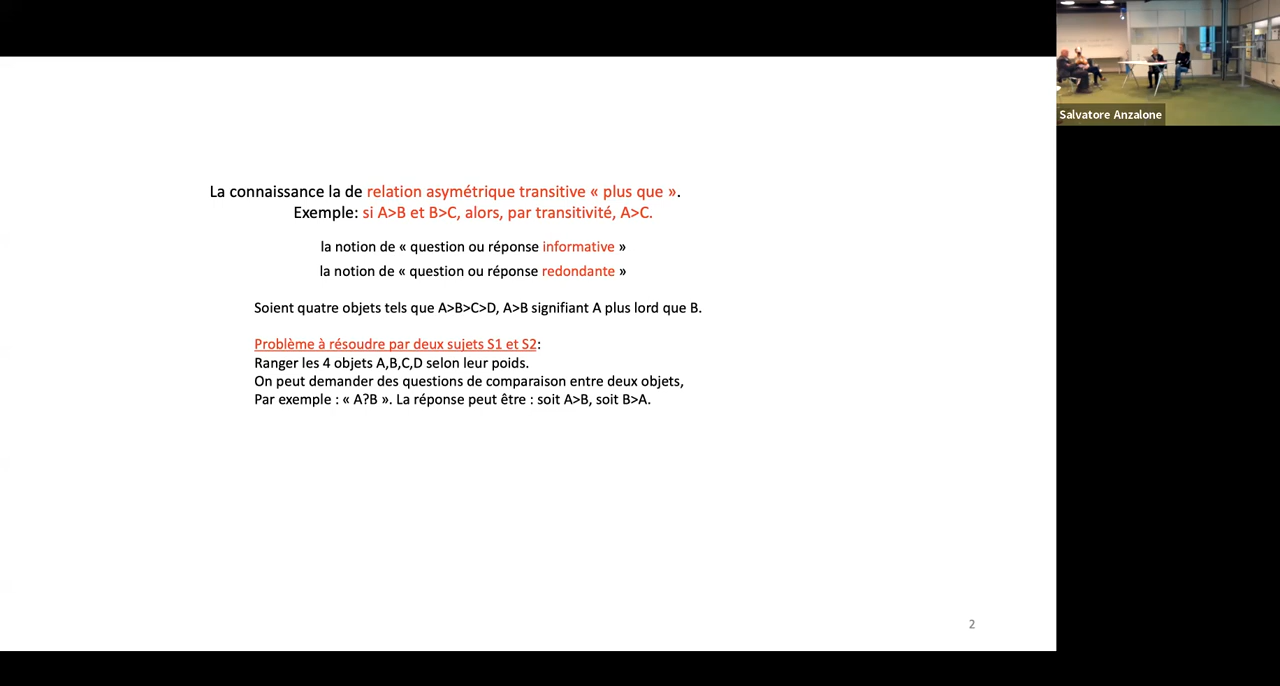 La connaissance la de relation asymétrique transitive « plus que ».
Exemple: si A>B et B>C, alors, par transitivité, A>C.
la notion de « question ou réponse informative »
la notion de « question ou réponse redondante »
Soient quatre objets tels que A>B>C>D, A>B signifiant A plus lord que B.
Problème à résoudre par deux sujets S1 et S2:
Ranger les 4 objets A,B,C,D selon leur poids.
On peut demander des questions de comparaison entre deux objets,
Par exemple : « A?B ». La réponse peut être : soit A>B, soit B>A.
2
Salvatore Anzalone